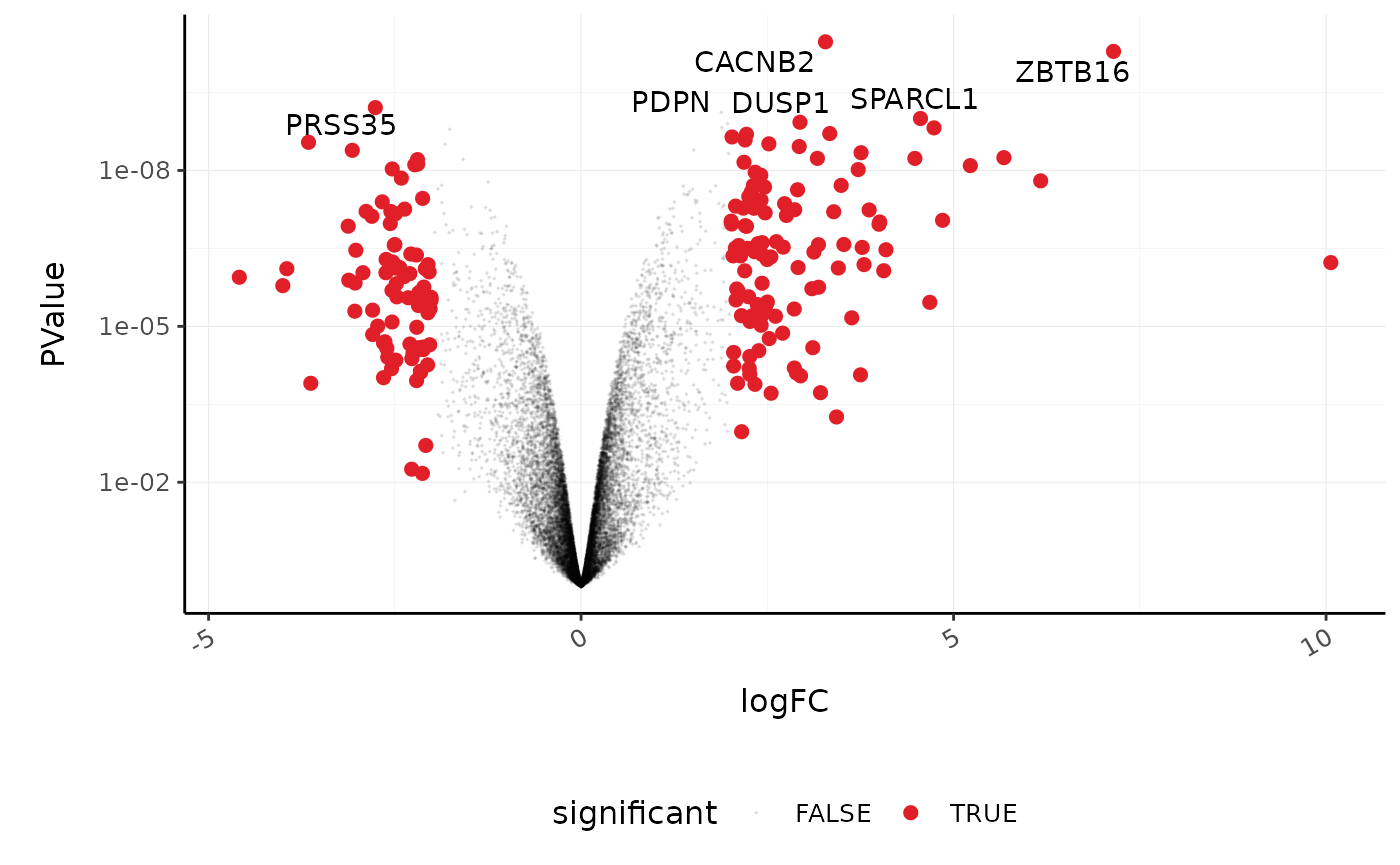 CACNB2
ZBTB16
PDPN
DUSP1
SPARCL1
PRSS35
1e-08
1e-05
1e-02
PValue
-5
0
5
10
logFC
significant FALSE TRUE